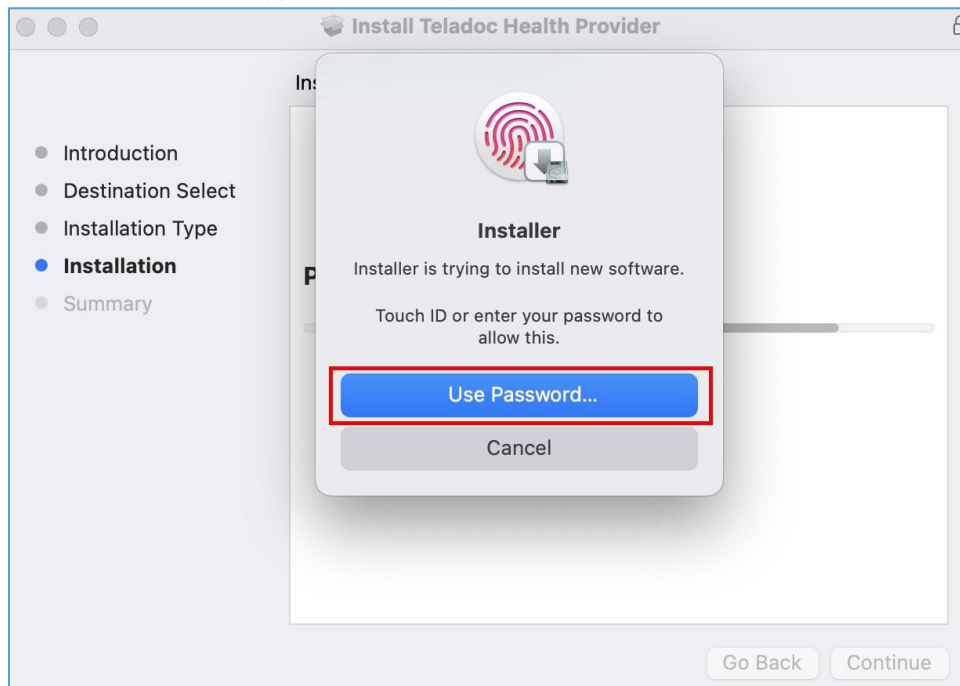 Install Teladoc Health Provider
Introduction
Destination Select
Installation Type
Installation
Summary
Installer
Installer is trying to install new software.
Touch ID or enter your password to
allow this.
Use Password...
Cancel
Go Back
Continue